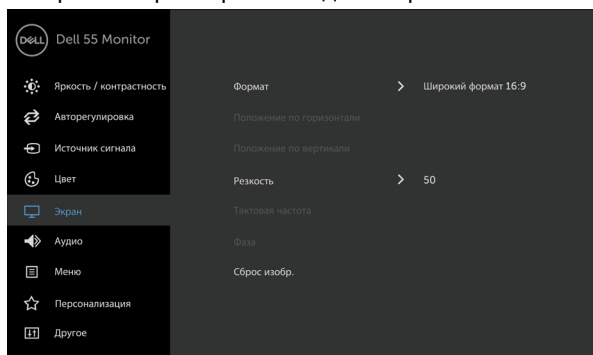 DELL Dell 55 Monitor
Яркость / контрастность
Формат
Широкий формат 16:9
Авторегулировка
Положение по горизонтали
Источник сигнала
Положение по вертикали
Цвет
Резкость
50
Экран
Тактовая частота
Аудио
Фаза
Меню
Сброс изобр.
Персонализация
Другое